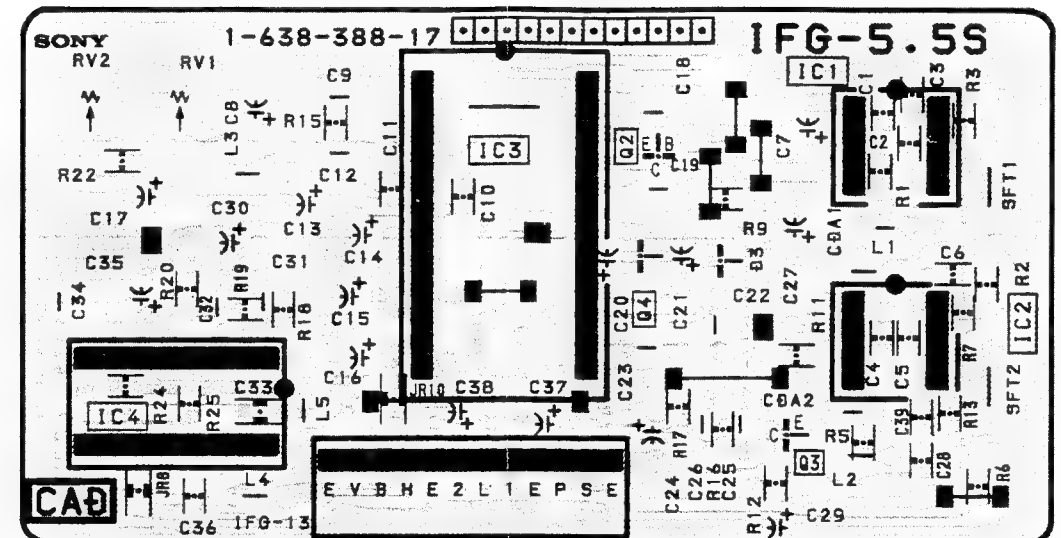 SONY
1-638-388-17
IFG-5.5S
RV2
RV1
C9
C18
IC1
C1
C3
R3
L3
C8
R15
C11
IC3
Q2
E
B
C
C19
C7
C2
R22
C12
C10
R1
SFT1
C17
C30
C13
C14
R9
CDA1
L1
C35
R20
R19
C31
D3
C27
C6
R2
C34
C32
R18
C15
C20
Q4
C21
C22
R11
IC2
R7
C16
C23
C4
C5
SFT2
R24
C33
JR10
C38
C37
CDA2
IC4
R25
L5
C
E
R5
C39
R13
R17
Q3
E V B H E 2 L 1 E P S E
C24
C26
R16
C25
L2
C28
R6
CAD
JR8
L4
C36
IFG-13
R12
C29